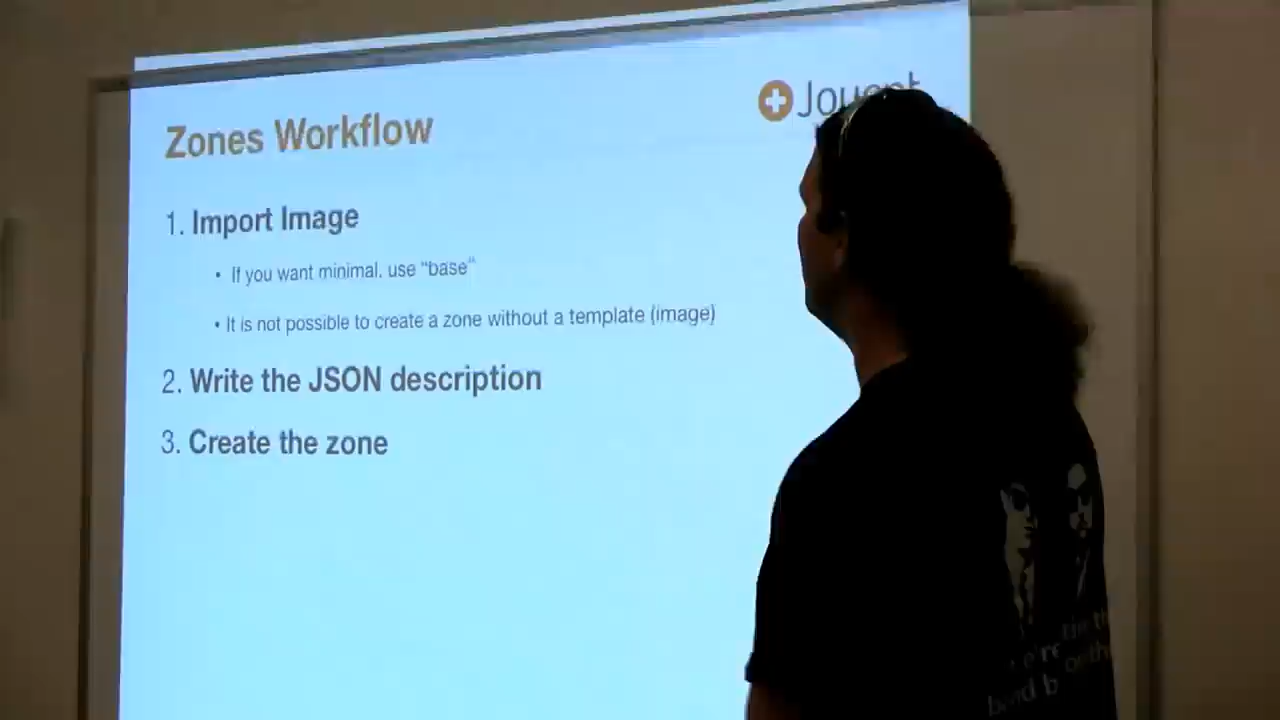 Zones Workflow
1. Import Image
• If you want minimal, use “base“
• It is not possible to create a zone without a template (image)
2. Write the JSON description
3. Create the zone